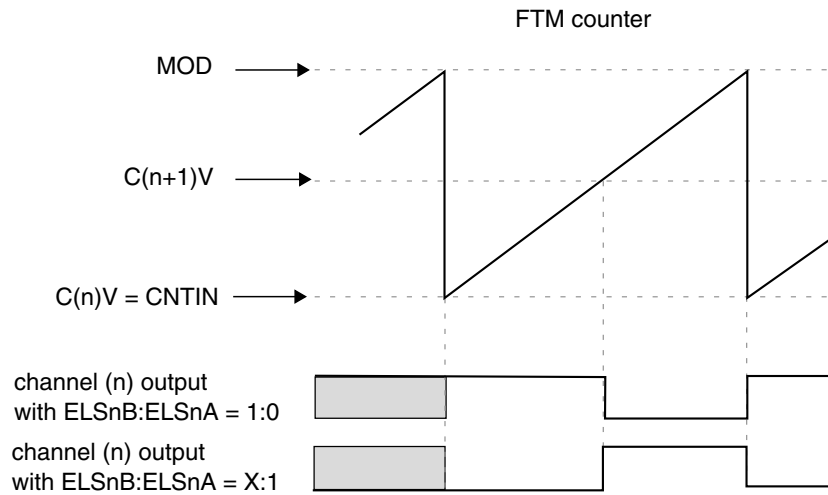 FTM counter
MOD
C(n+1)V
C(n)V = CNTIN
channel (n) output
with ELSnB:ELSnA = 1:0
channel (n) output
with ELSnB:ELSnA = X:1